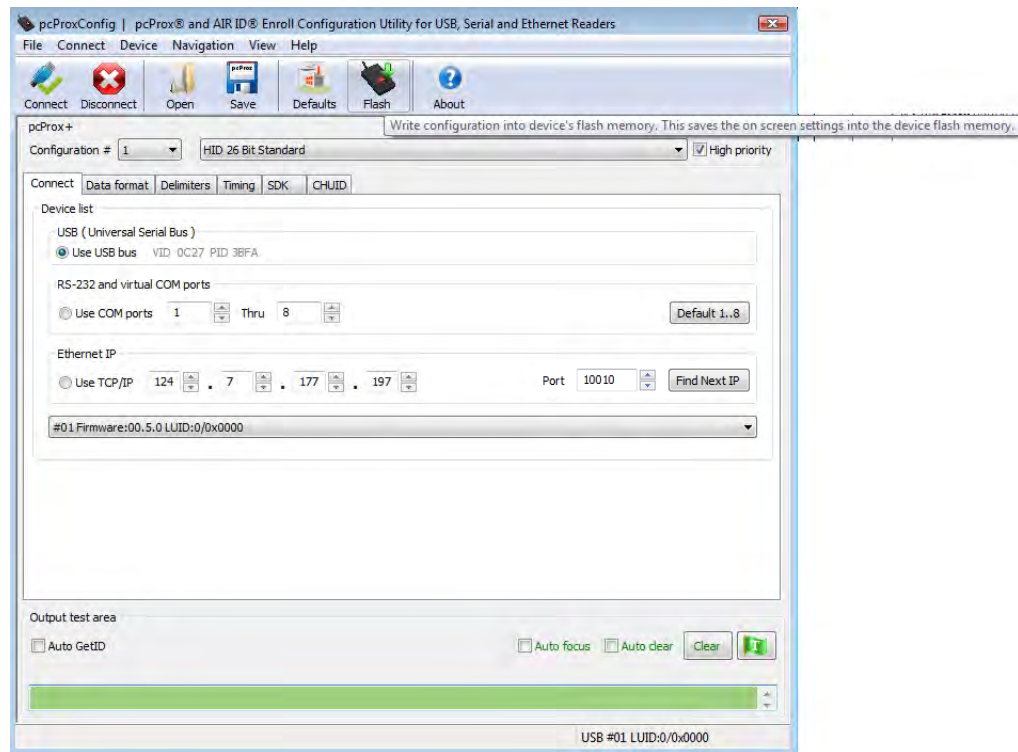 pcProxConfig | pcProx® and AIR ID® Enroll Configuration Utility for USB, Serial and Ethernet Readers
File Connect Device Navigation View Help
pcProx
Connect Disconnect Open Save Defaults Flash About
Write configuration into device's flash memory. This saves the on screen settings into the device flash memory.
pcProx+
Configuration # 1 HID 26 Bit Standard High priority
Connect Data format Delimiters Timing SDK CHUID
Device list
USB ( Universal Serial Bus )
Use USB bus VID 0C27 PID 3BFA
RS-232 and virtual COM ports
Use COM ports 1 Thru 8 Default 1..8
Ethernet IP
Use TCP/IP 124 . 7 . 177 . 197 Port 10010 Find Next IP
#01 Firmware:00.5.0 LUID:0/0x0000
Output test area
Auto GetID Auto focus Auto clear Clear
USB #01 LUID:0/0x0000